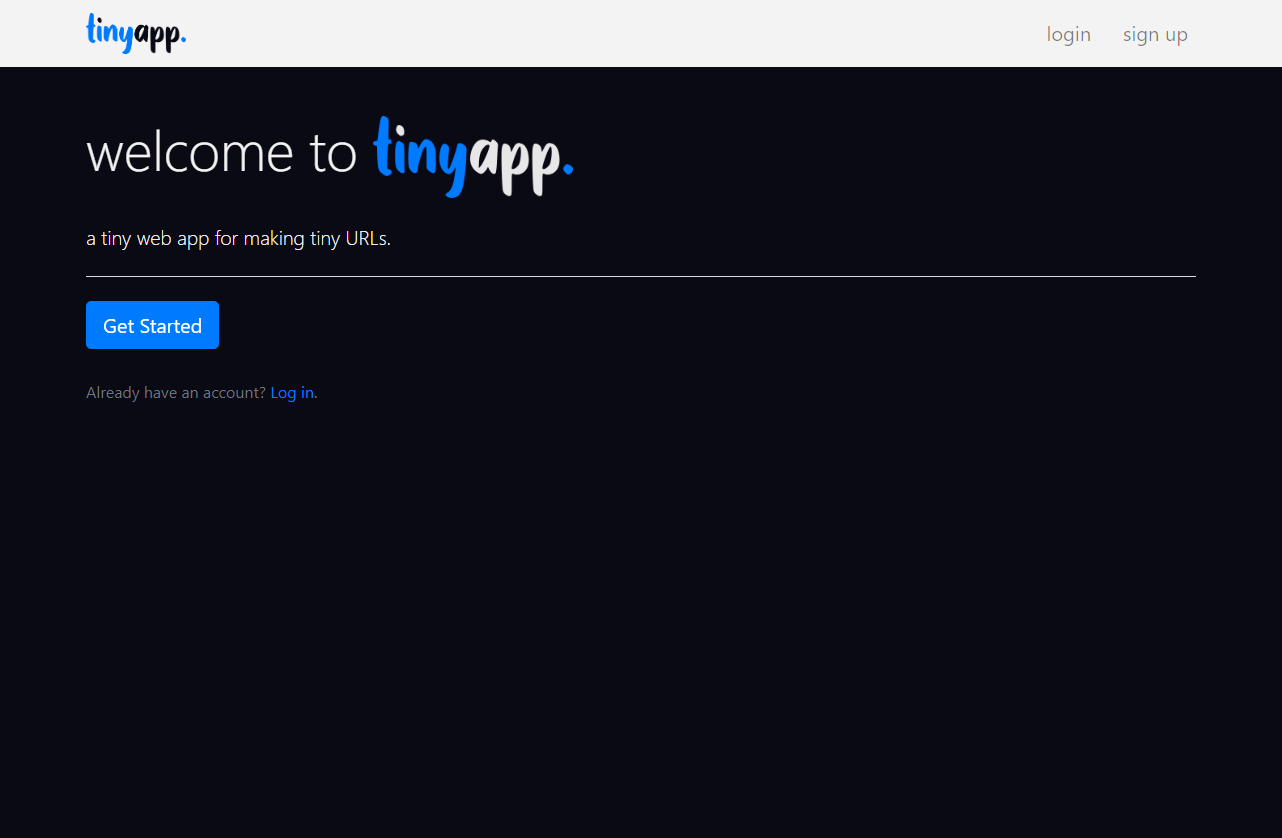 tinyapp.
login
sign up
welcome to tinyapp.
a tiny web app for making tiny URLs.
Get Started
Already have an account? Log in.